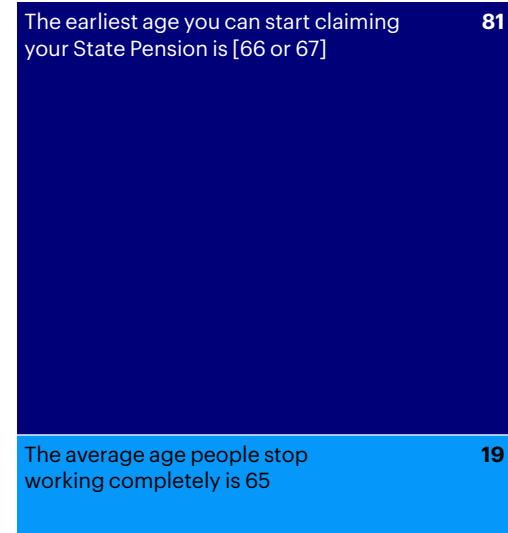 The earliest age you can start claiming 81
your State Pension is [66 or 67]
The average age people stop 19
working completely is 65